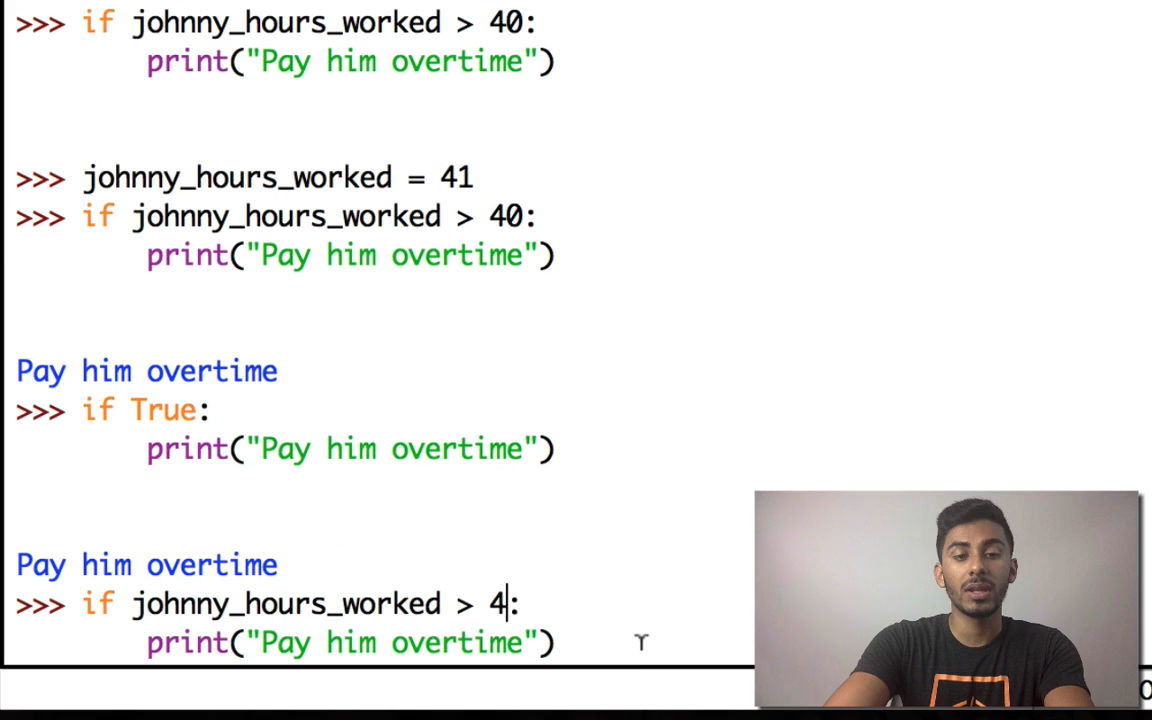 >>> if johnny_hours_worked > 40:
print("Pay him overtime")
>>> johnny_hours_worked = 41
>>> if johnny_hours_worked > 40:
print("Pay him overtime")
Pay him overtime
>>> if True:
print("Pay him overtime")
Pay him overtime
>>> if johnny_hours_worked > 4:
print("Pay him overtime")